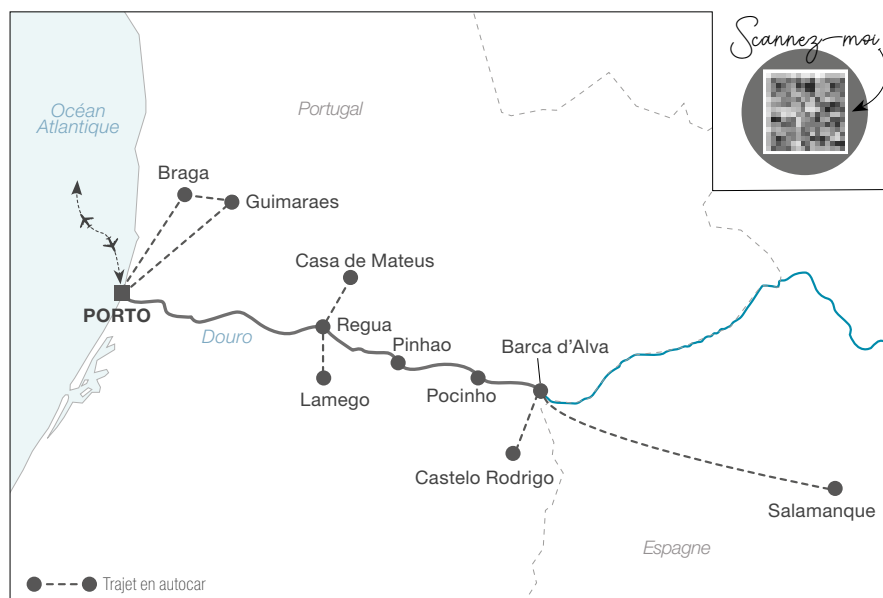 Scannez-moi
Océan
Atlantique
Portugal
Braga
Guimaraes
Casa de Mateus
PORTO
Douro
Regua
Pinhao
Barca d’Alva
Lamego
Pocinho
Castelo Rodrigo
Salamanque
Espagne
Trajet en autocar